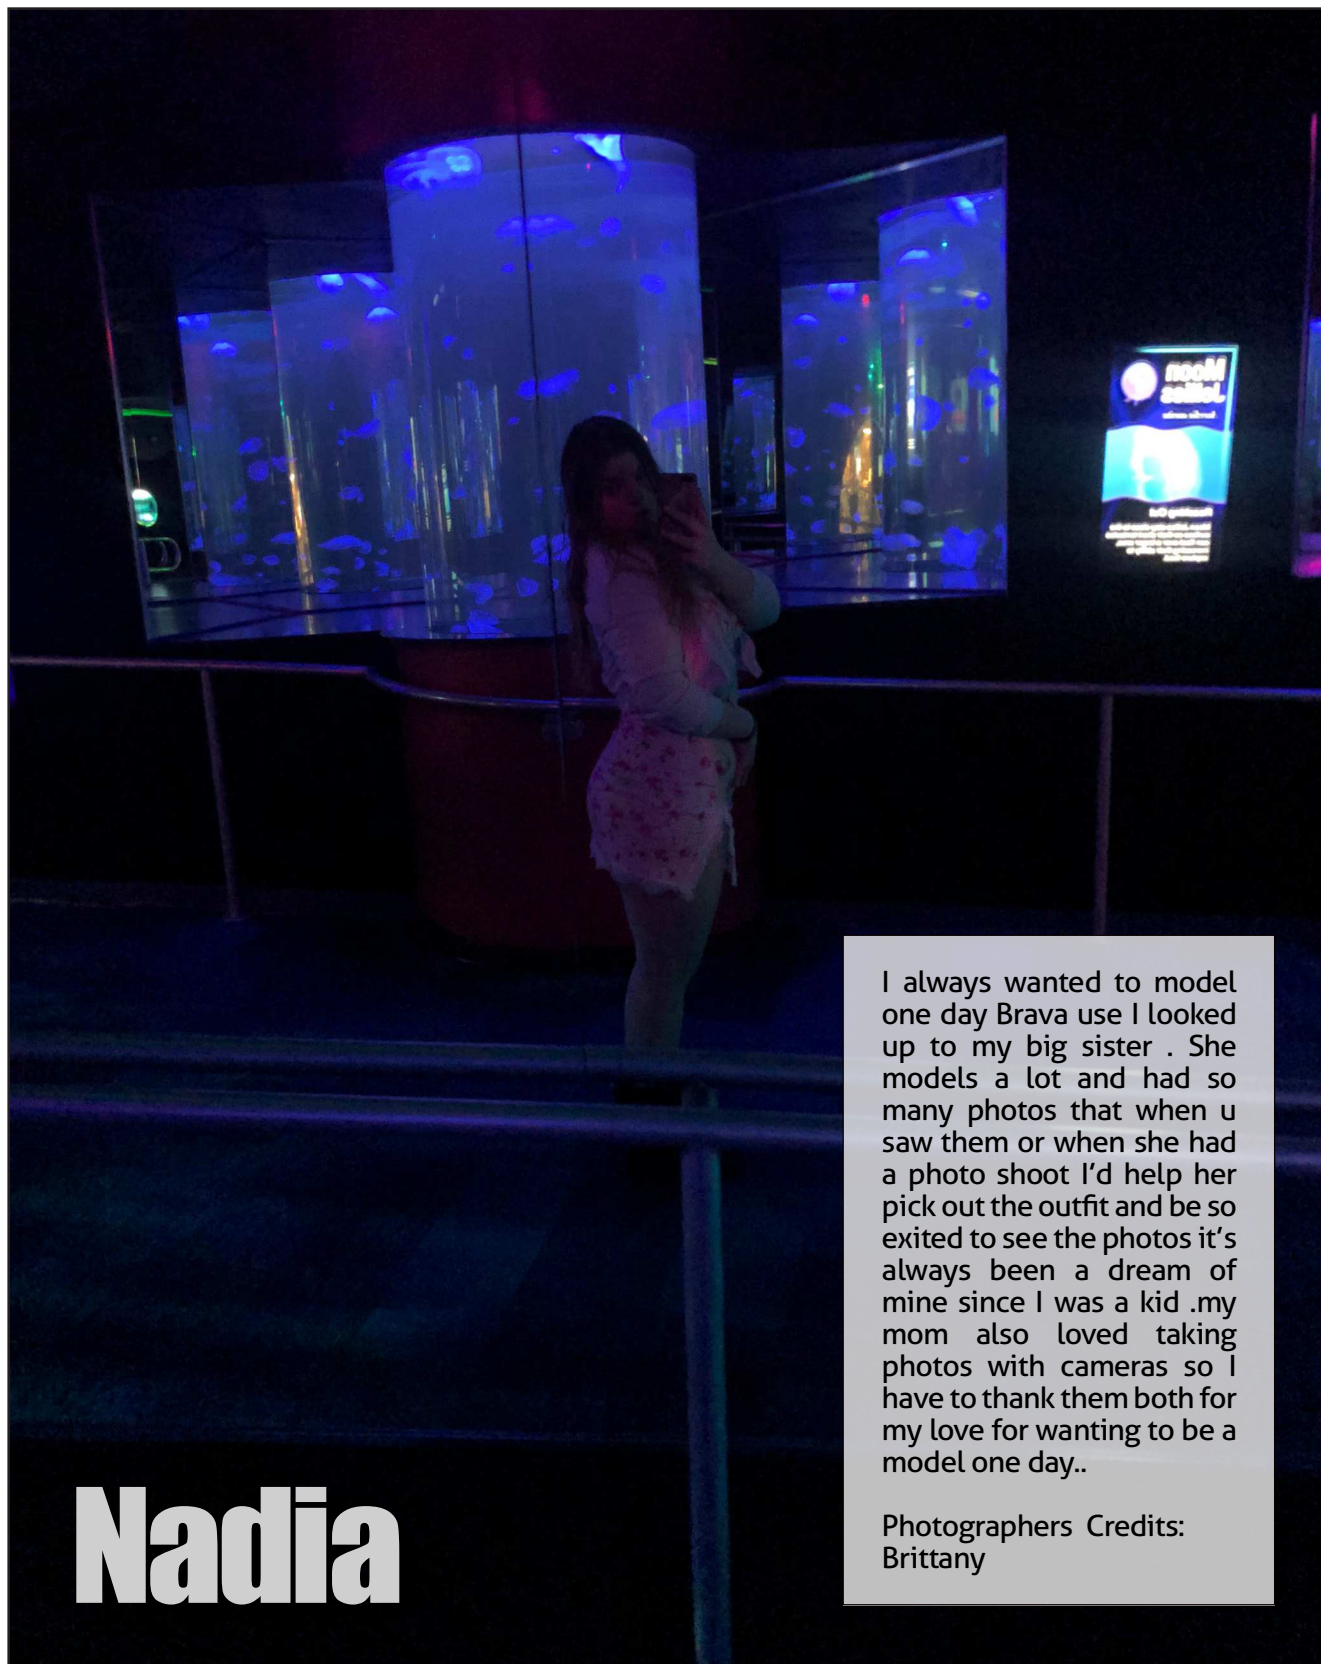 Moon
Jellies
I always wanted to model
one day Brava use I looked
up to my big sister . She
models a lot and had so
many photos that when u
saw them or when she had
a photo shoot I'd help her
pick out the outfit and be so
exited to see the photos it's
always been a dream of
mine since I was a kid .my
mom also loved taking
photos with cameras so I
have to thank them both for
my love for wanting to be a
model one day..
Photographers Credits:
Brittany
Nadia